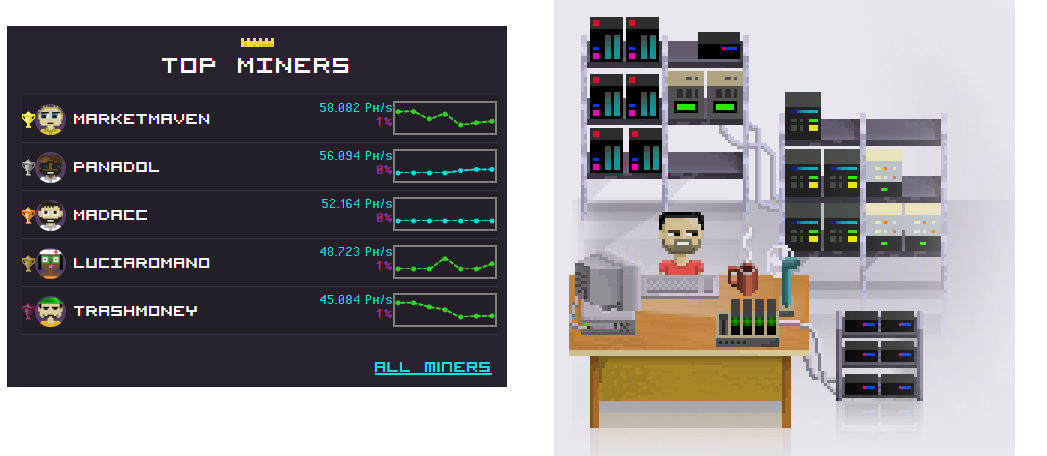 TOP MINERS
MARKETMAVEN 58.082 PH/s
1%
PANADOL 56.094 PH/s
0%
MADACC 52.164 PH/s
0%
LUCIAROMANO 48.723 PH/s
1%
TRASHMONEY 45.084 PH/s
1%
ALL MINERS